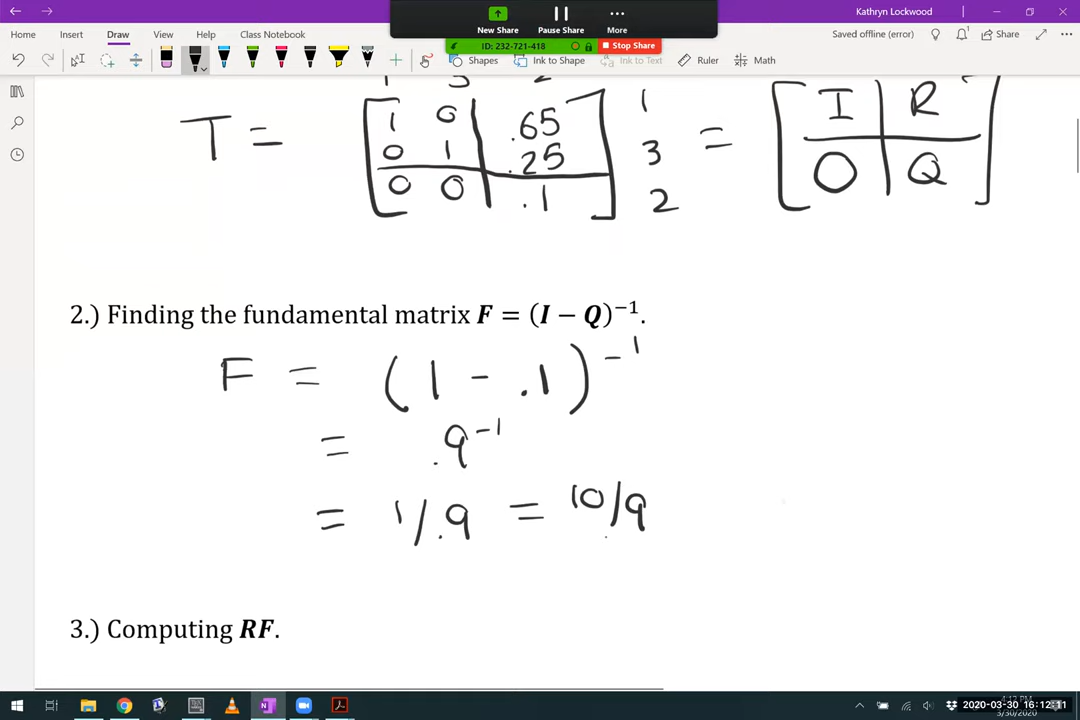 Kathryn Lockwood
New Share Pause Share More
Home Insert Draw View Help Class Notebook
Saved offline (error) Share
ID: 232-721-418 Stop Share
Shapes Ink to Shape Ink to Text Ruler Math
T = [ 1 0 | .65 ] 1 = [ I | R ]
0 1 | .25 3
0 0 | .1 2 [ O | Q ]
2.) Finding the fundamental matrix F = (I − Q)⁻¹.
F = (1 - .1)⁻¹
= .9⁻¹
= 1/.9 = 10/9
3.) Computing RF.
2020-03-30 16:12:11